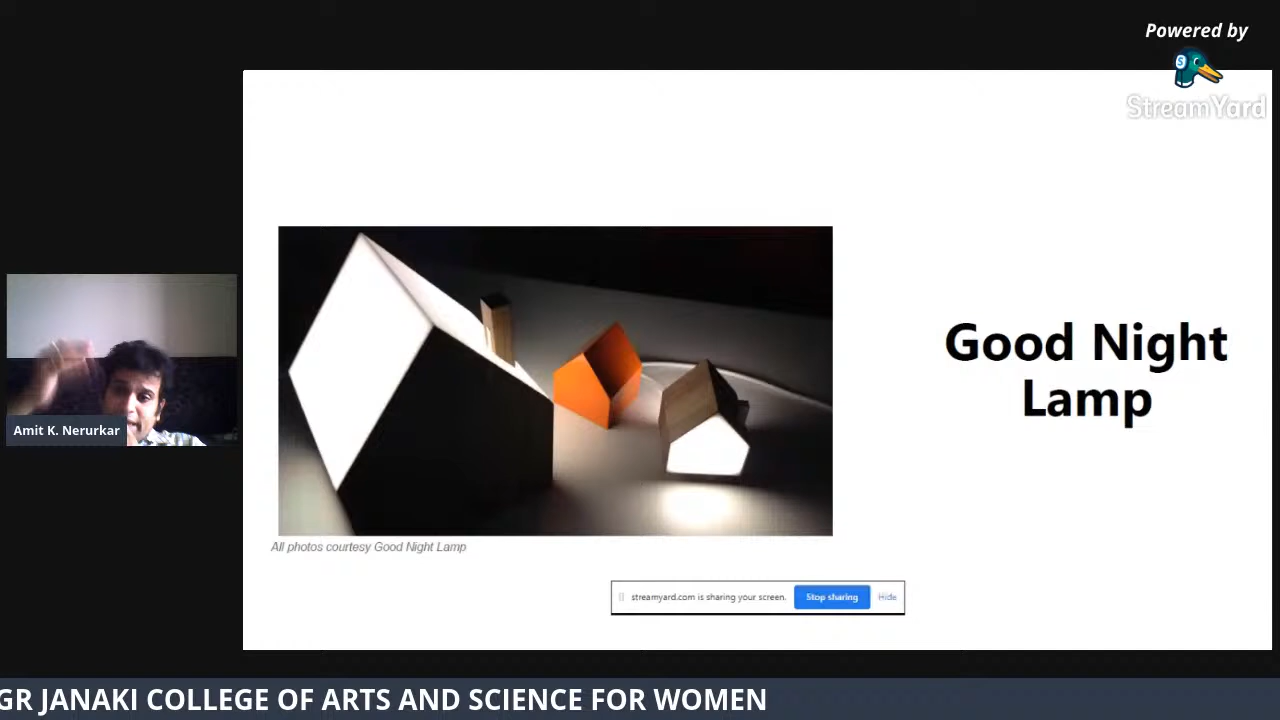 Powered by
StreamYard
Good Night
Lamp
Amit K. Nerurkar
All photos courtesy Good Night Lamp
streamyard.com is sharing your screen.
Stop sharing
Hide
GR JANAKI COLLEGE OF ARTS AND SCIENCE FOR WOMEN